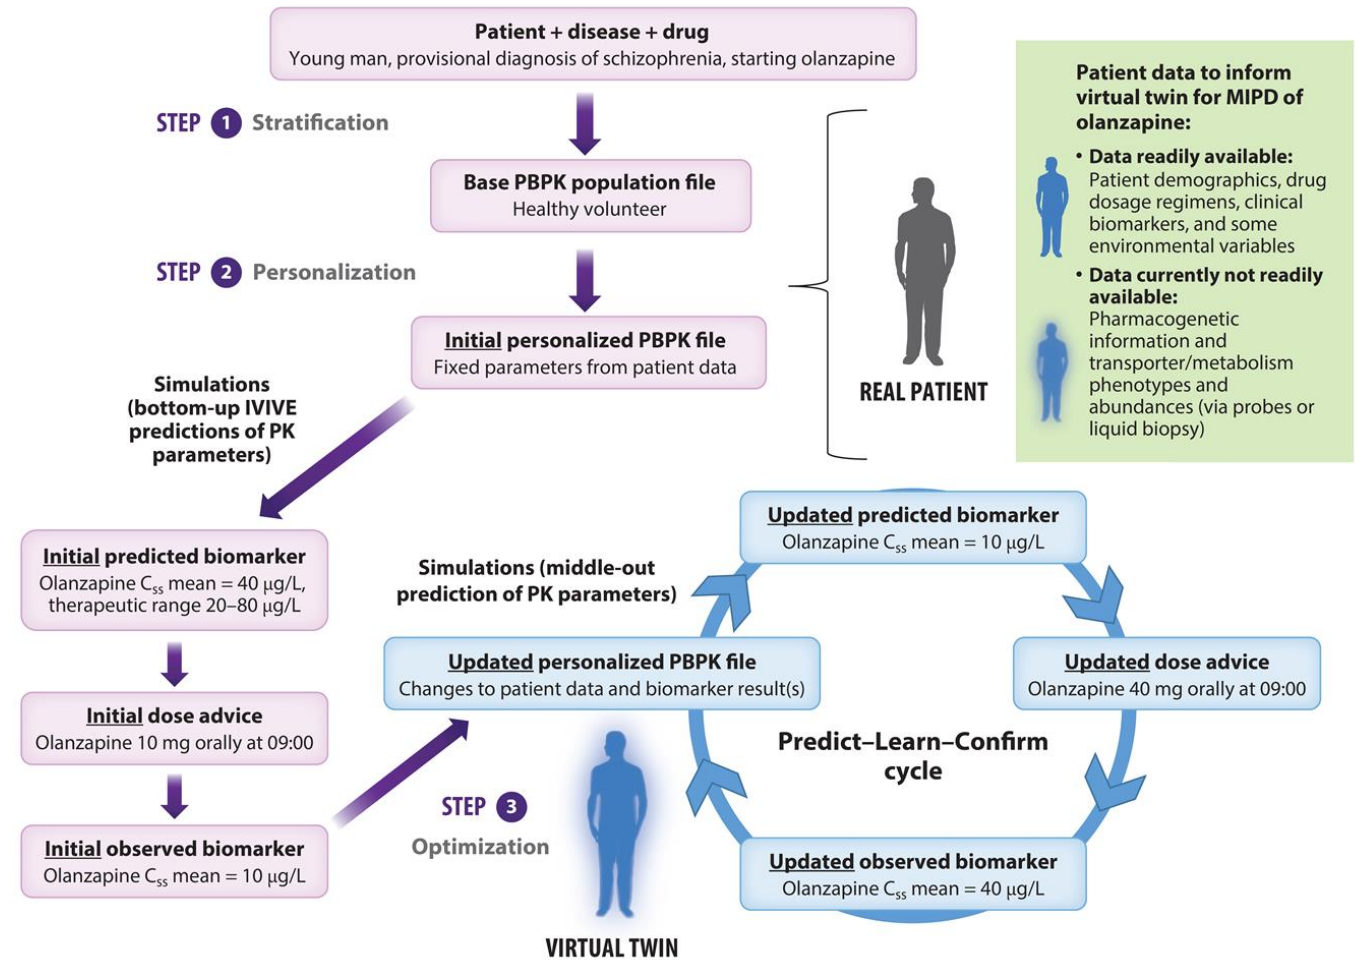 Patient + disease + drug
Young man, provisional diagnosis of schizophrenia, starting olanzapine
STEP 1 Stratification
Base PBPK population file
Healthy volunteer
STEP 2 Personalization
Initial personalized PBPK file
Fixed parameters from patient data
REAL PATIENT
Patient data to inform
virtual twin for MIPD of
olanzapine:
• Data readily available:
Patient demographics, drug
dosage regimens, clinical
biomarkers, and some
environmental variables
• Data currently not readily
available:
Pharmacogenetic
information and
transporter/metabolism
phenotypes and
abundances (via probes or
liquid biopsy)
Simulations
(bottom-up IVIVE
predictions of PK
parameters)
Initial predicted biomarker
Olanzapine Css mean = 40 μg/L,
therapeutic range 20–80 μg/L
Initial dose advice
Olanzapine 10 mg orally at 09:00
Initial observed biomarker
Olanzapine Css mean = 10 μg/L
STEP 3
Optimization
Simulations (middle-out
prediction of PK parameters)
Updated personalized PBPK file
Changes to patient data and biomarker result(s)
VIRTUAL TWIN
Updated predicted biomarker
Olanzapine Css mean = 10 μg/L
Updated dose advice
Olanzapine 40 mg orally at 09:00
Predict–Learn–Confirm
cycle
Updated observed biomarker
Olanzapine Css mean = 40 μg/L